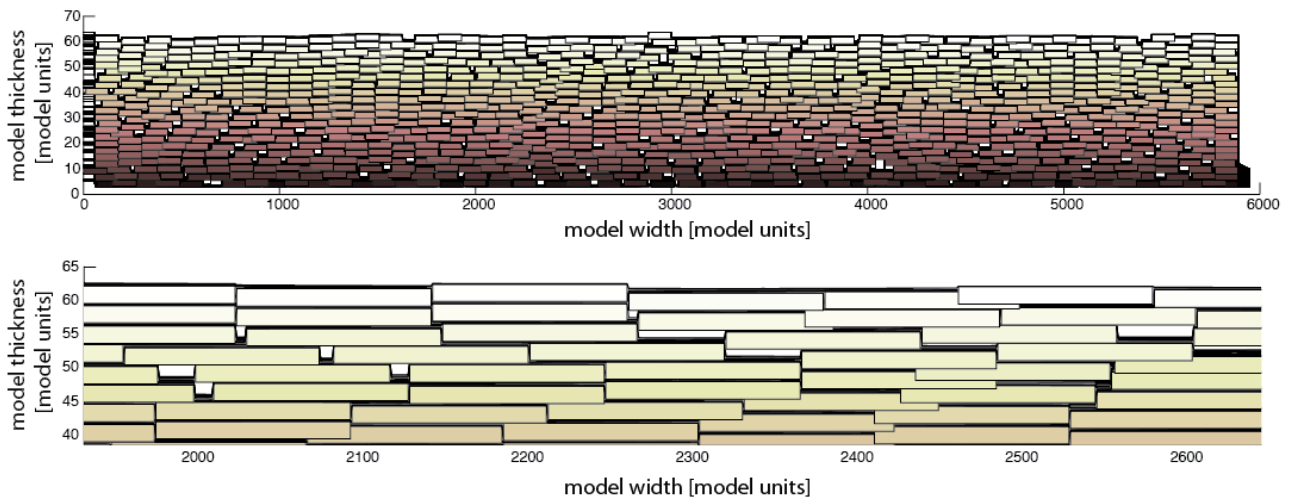 model thickness
[model units]
70
60
50
40
30
20
10
0
0 1000 2000 3000 4000 5000 6000
model width [model units]
model thickness
[model units]
65
60
55
50
45
40
2000 2100 2200 2300 2400 2500 2600
model width [model units]